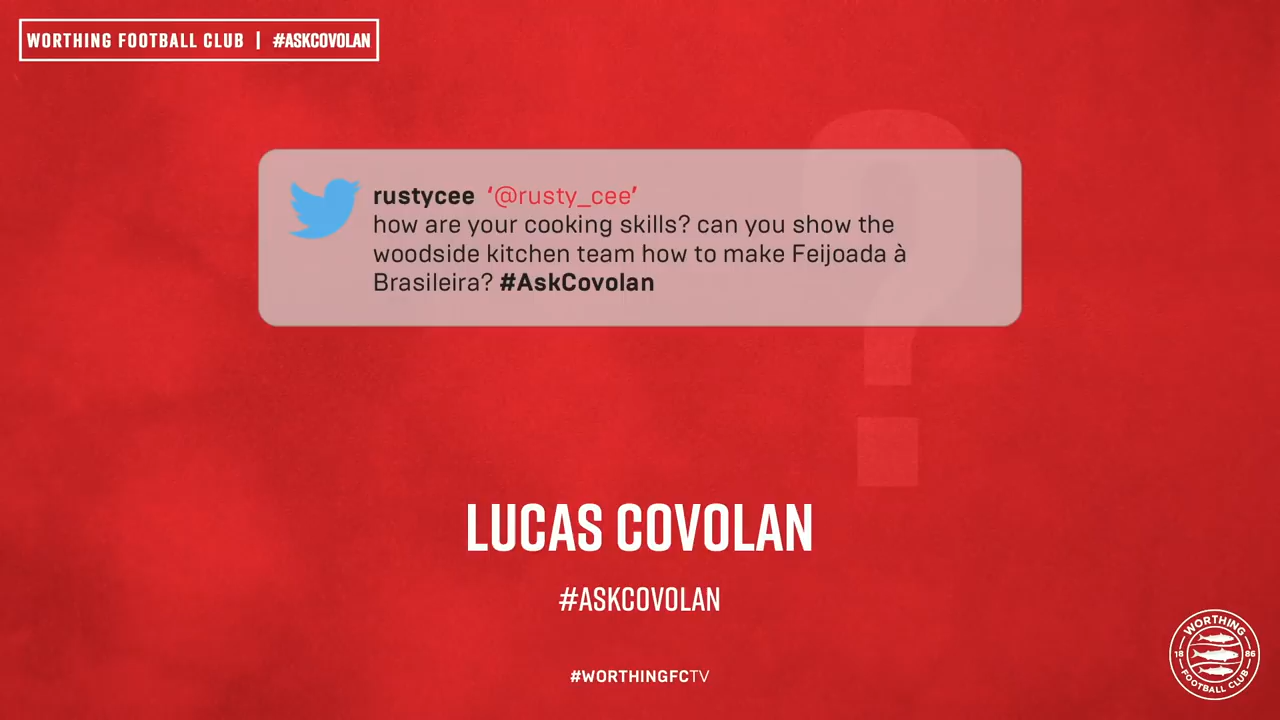 WORTHING FOOTBALL CLUB | #ASKCOVOLAN
rustycee ‘@rusty_cee’
how are your cooking skills? can you show the
woodside kitchen team how to make Feijoada à
Brasileira? #AskCovolan
LUCAS COVOLAN
#ASKCOVOLAN
#WORTHINGFCTV
WORTHING
18 86
FOOTBALL CLUB